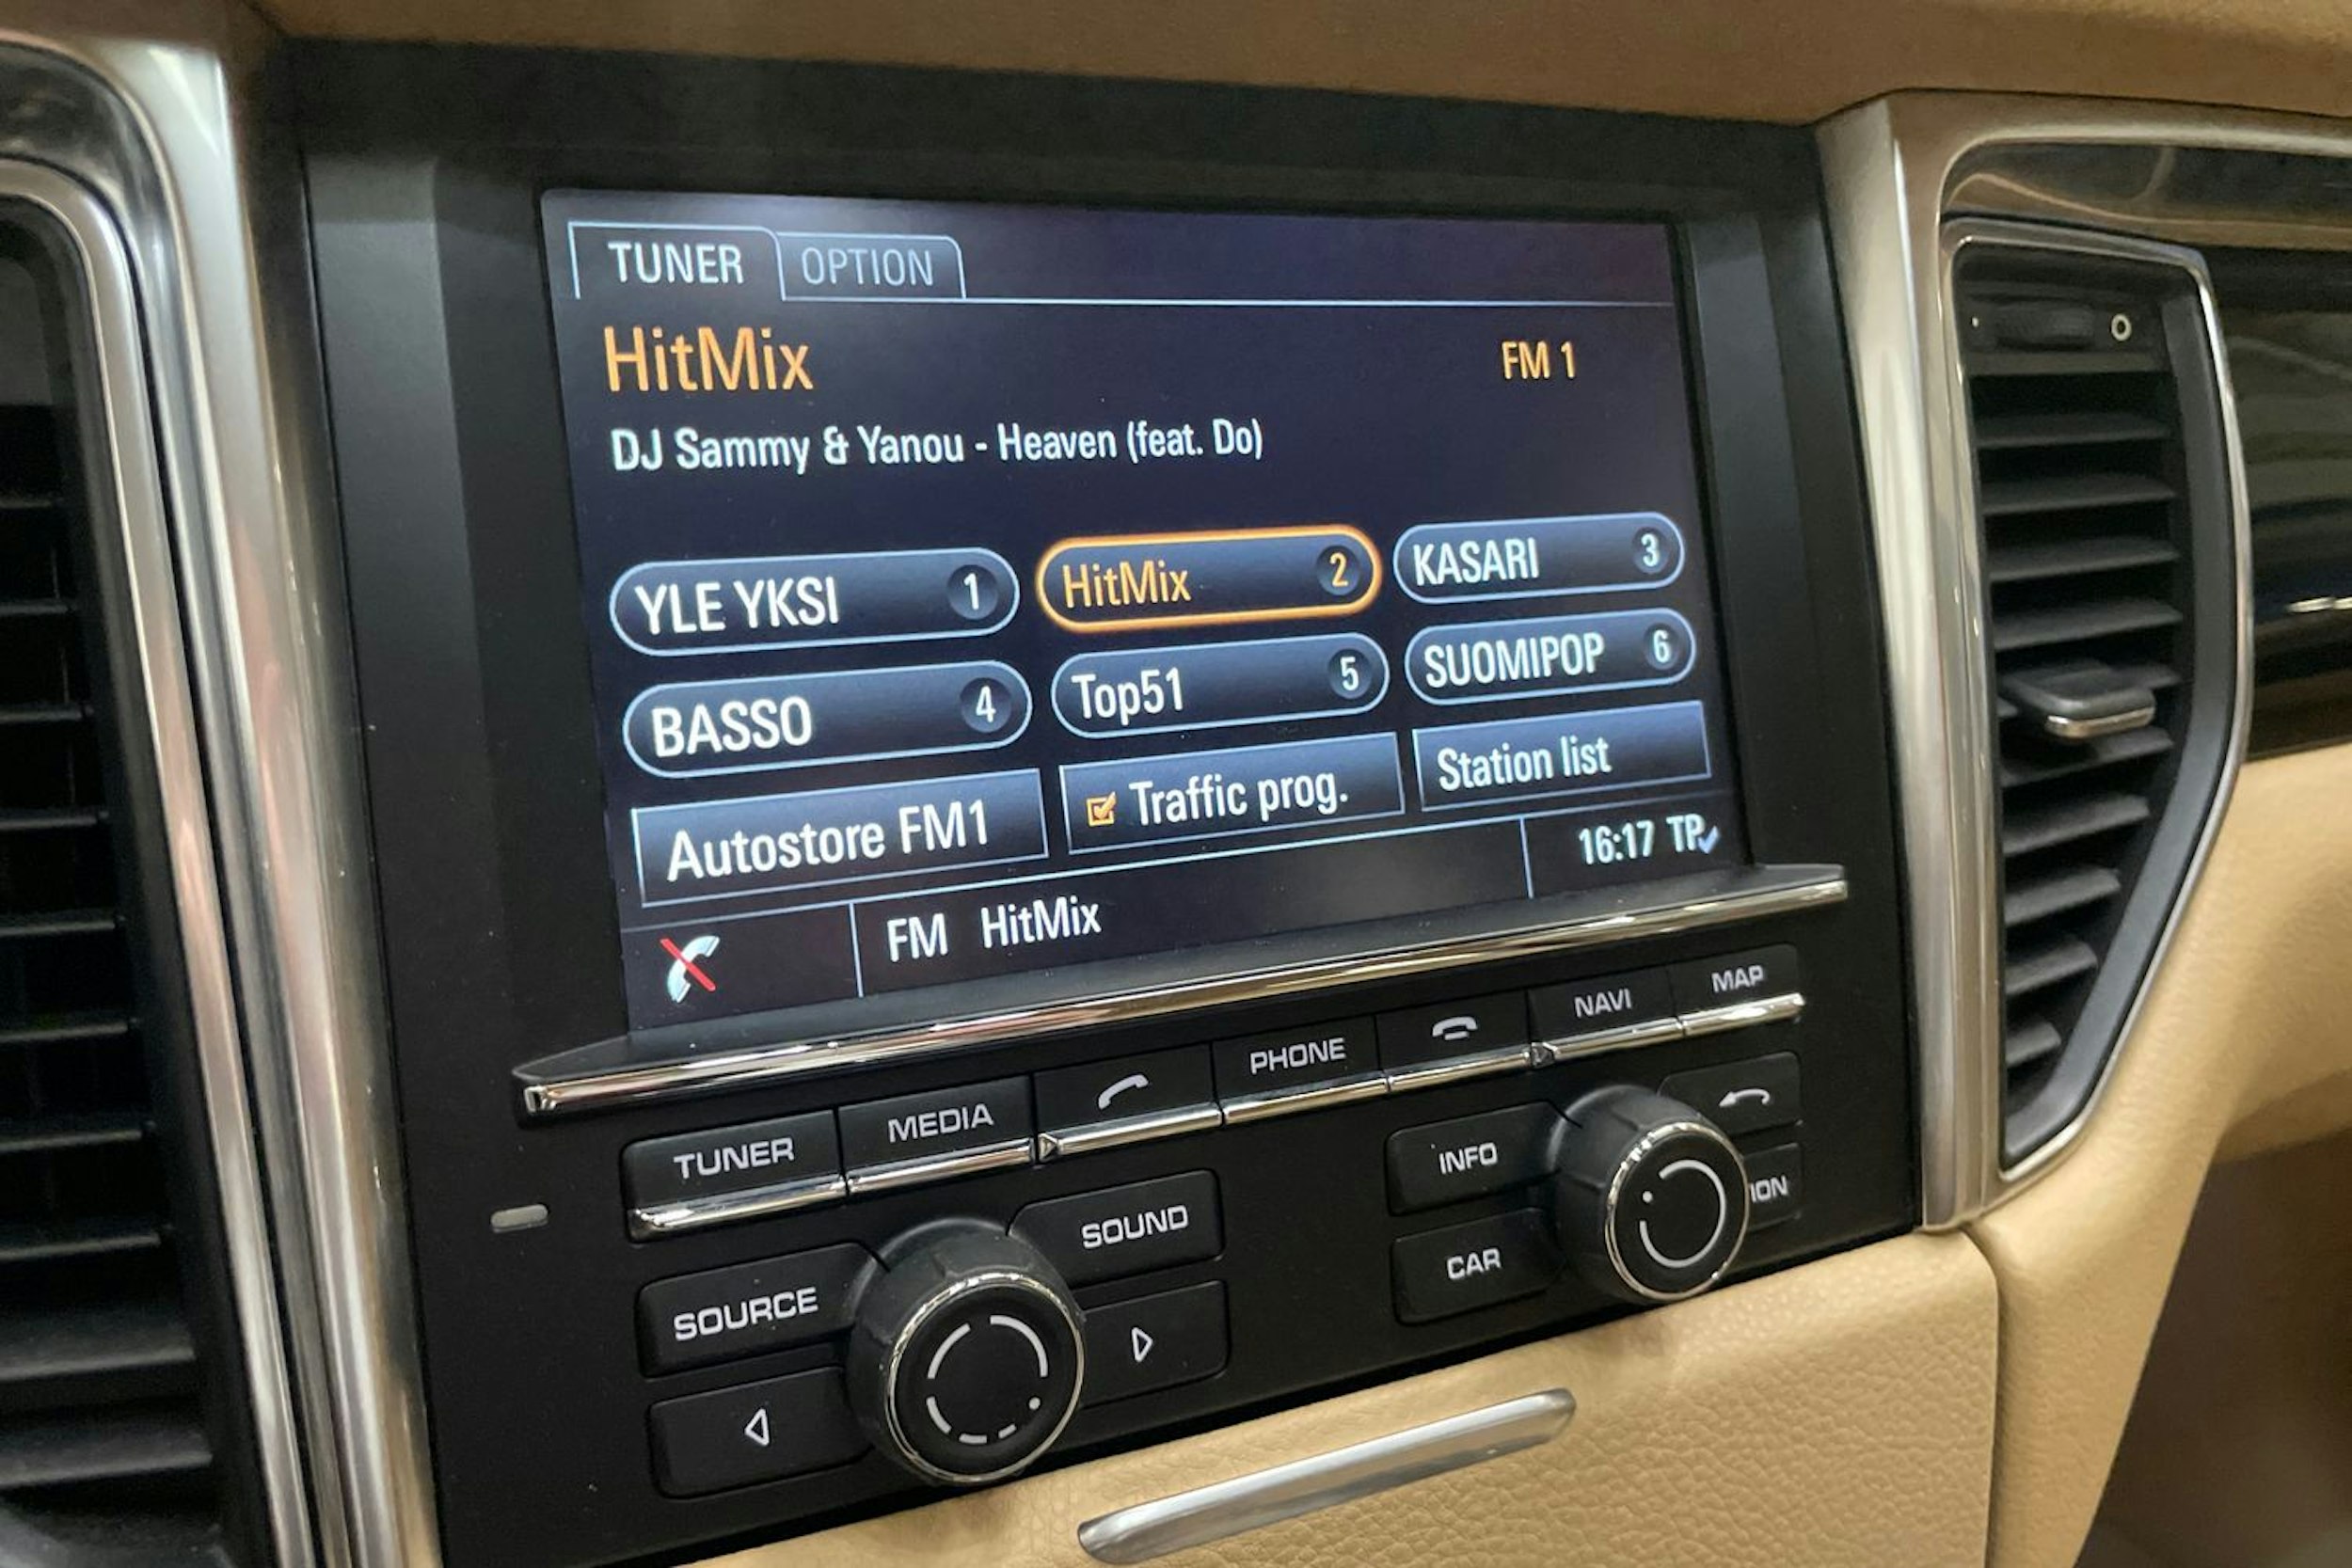 TUNER OPTION
HitMix FM 1
DJ Sammy & Yanou - Heaven (feat. Do)
YLE YKSI 1 HitMix 2 KASARI 3
BASSO 4 Top51 5 SUOMIPOP 6
Autostore FM1 Traffic prog. Station list
FM HitMix 16:17 TP
TUNER MEDIA PHONE NAVI MAP
SOURCE SOUND INFO ION
CAR